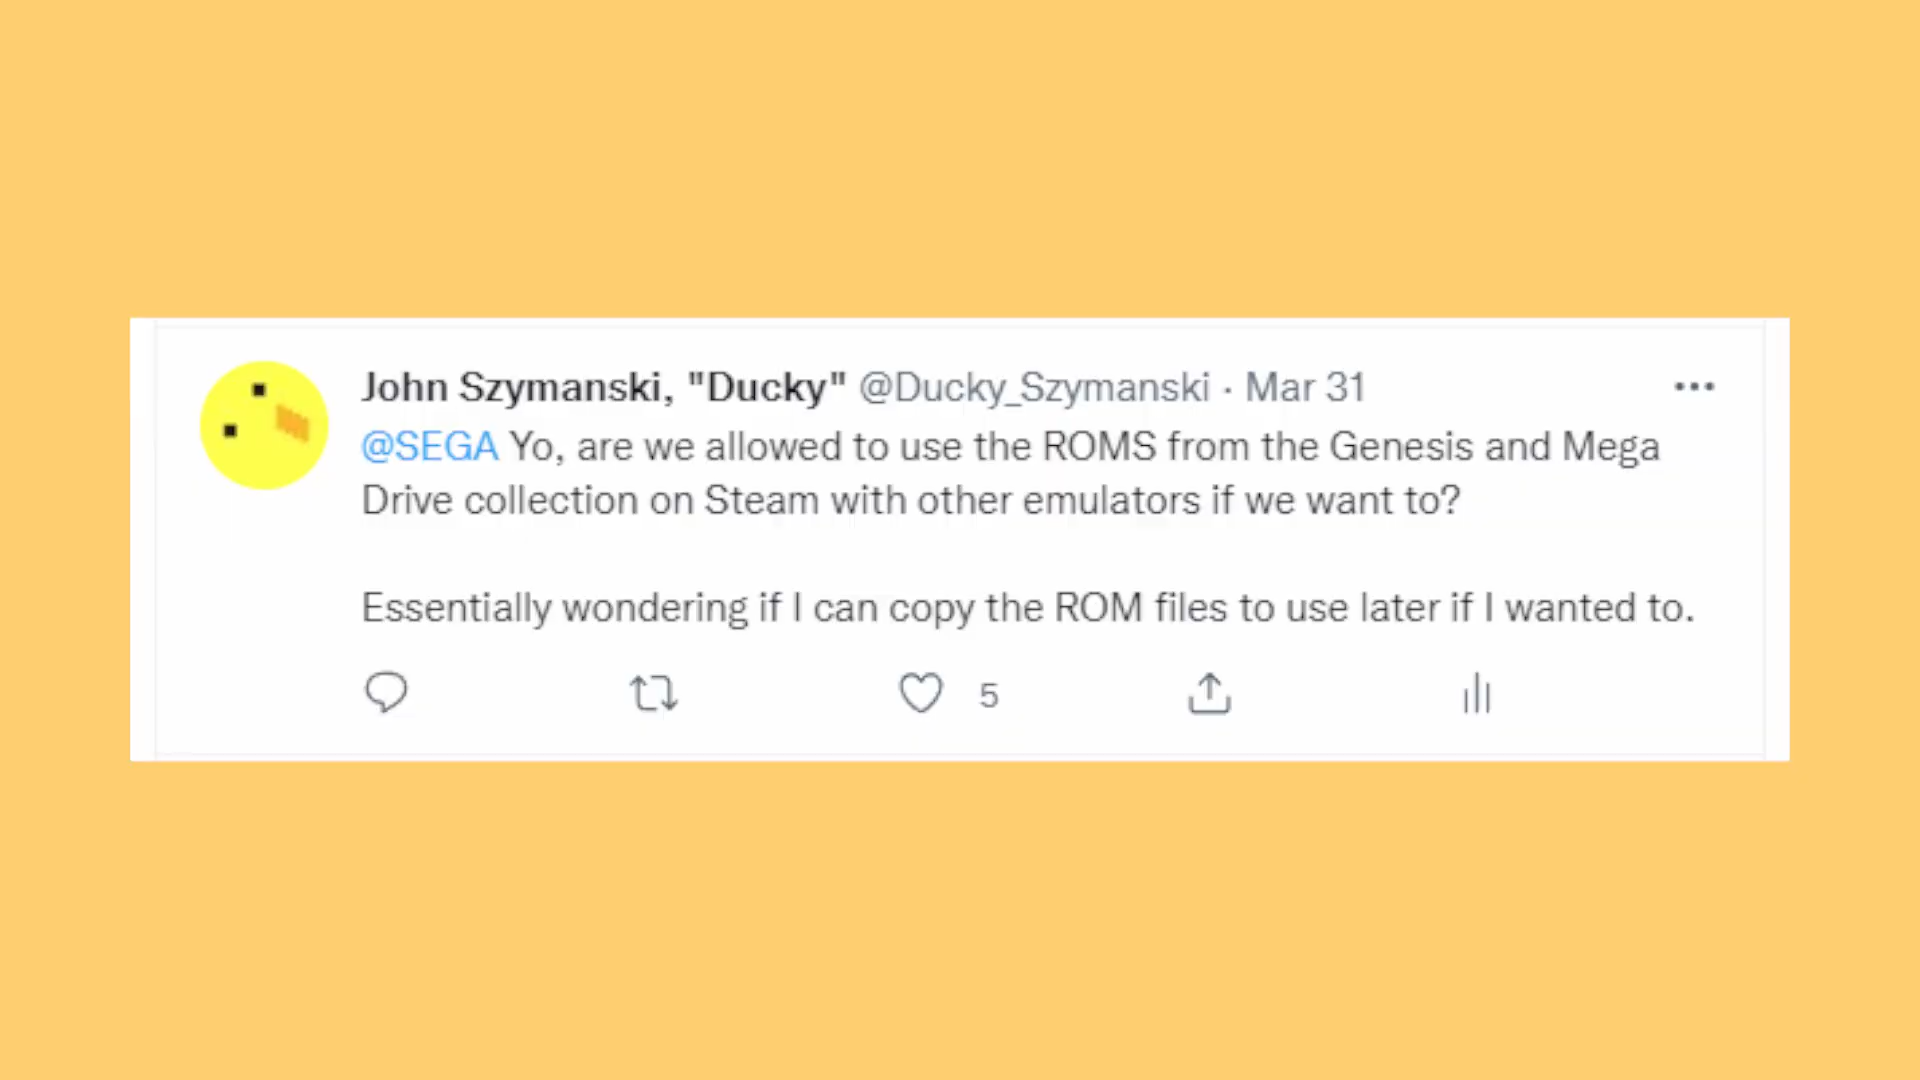 John Szymanski, "Ducky" @Ducky_Szymanski · Mar 31
@SEGA Yo, are we allowed to use the ROMS from the Genesis and Mega
Drive collection on Steam with other emulators if we want to?
Essentially wondering if I can copy the ROM files to use later if I wanted to.
5